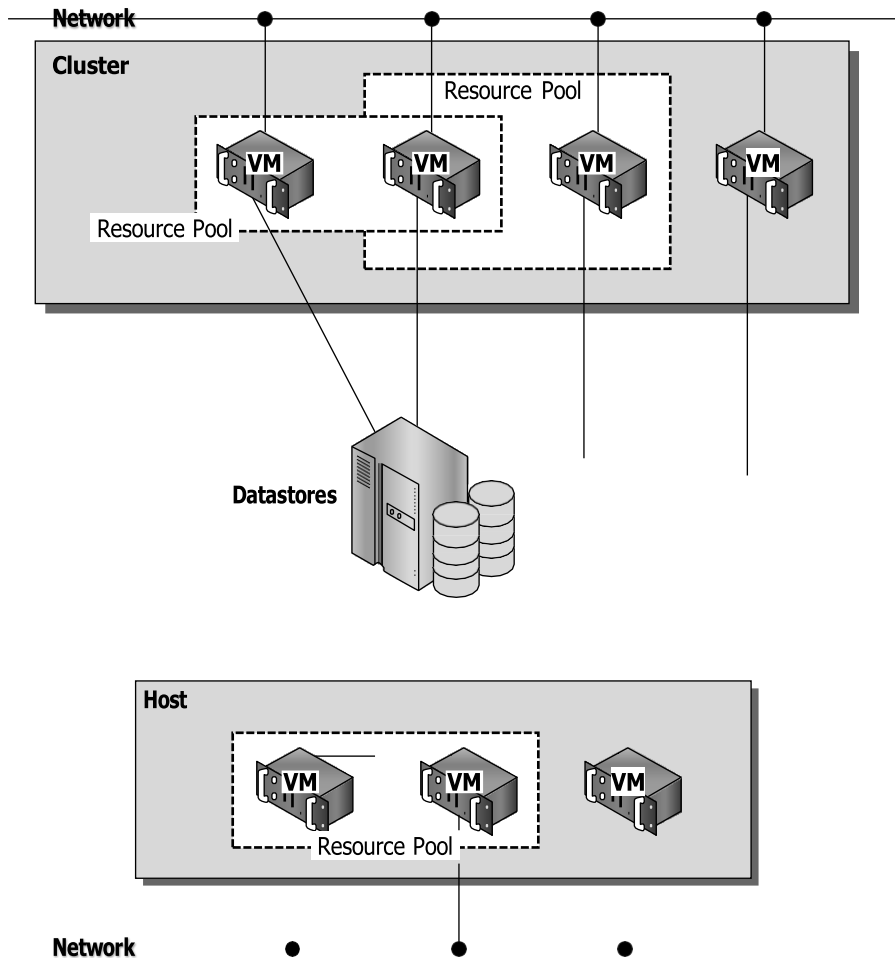 Network
Cluster
Resource Pool
VM
VM
VM
VM
Resource Pool
Datastores
Host
VM
VM
VM
Resource Pool
Network